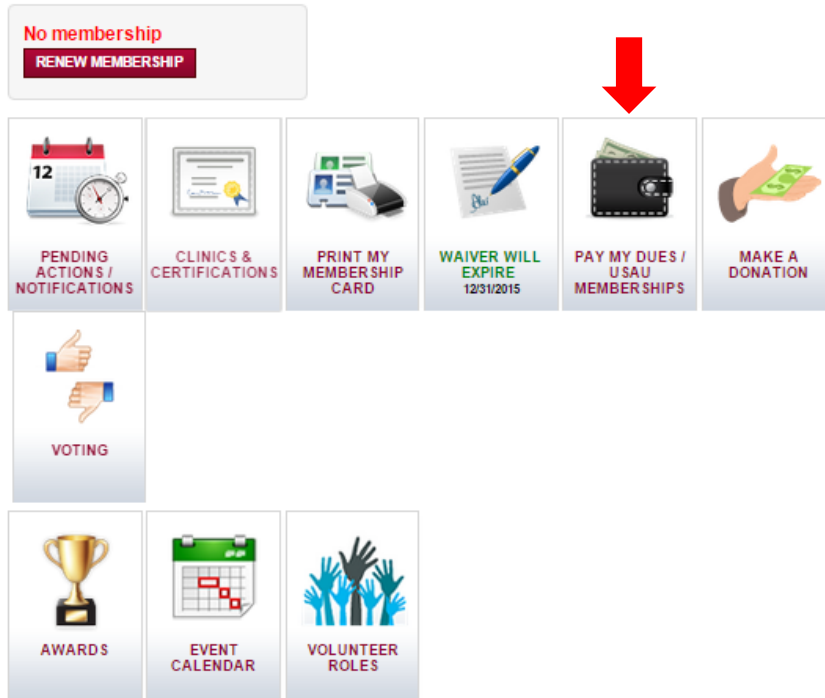 No membership
RENEW MEMBERSHIP
12
PENDING
ACTIONS /
NOTIFICATIONS
CLINICS &
CERTIFICATIONS
PRINT MY
MEMBERSHIP
CARD
WAIVER WILL
EXPIRE
12/31/2015
PAY MY DUES /
USAU
MEMBERSHIPS
MAKE A
DONATION
VOTING
AWARDS
EVENT
CALENDAR
VOLUNTEER
ROLES